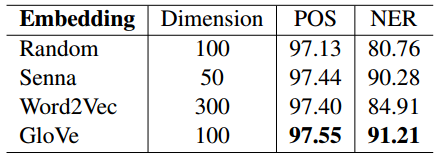 Embedding Dimension POS NER
Random 100 97.13 80.76
Senna 50 97.44 90.28
Word2Vec 300 97.40 84.91
GloVe 100 97.55 91.21